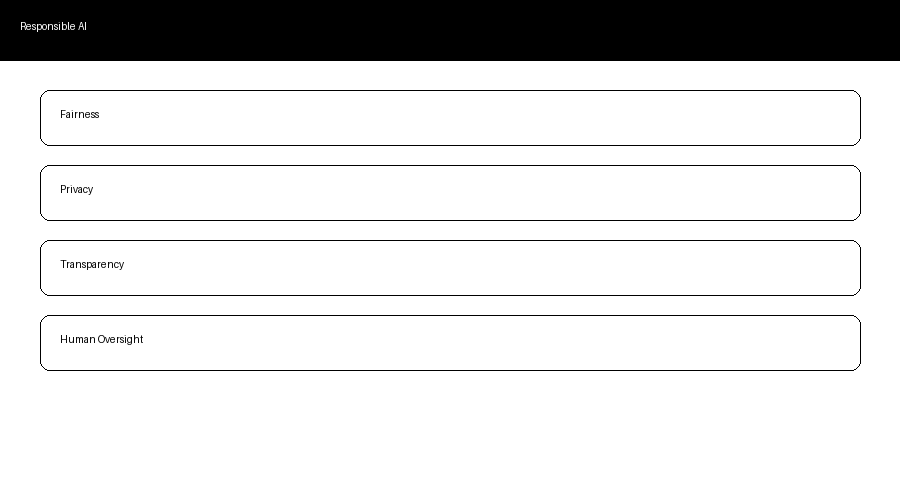 Responsible AI
Fairness
Privacy
Transparency
Human Oversight